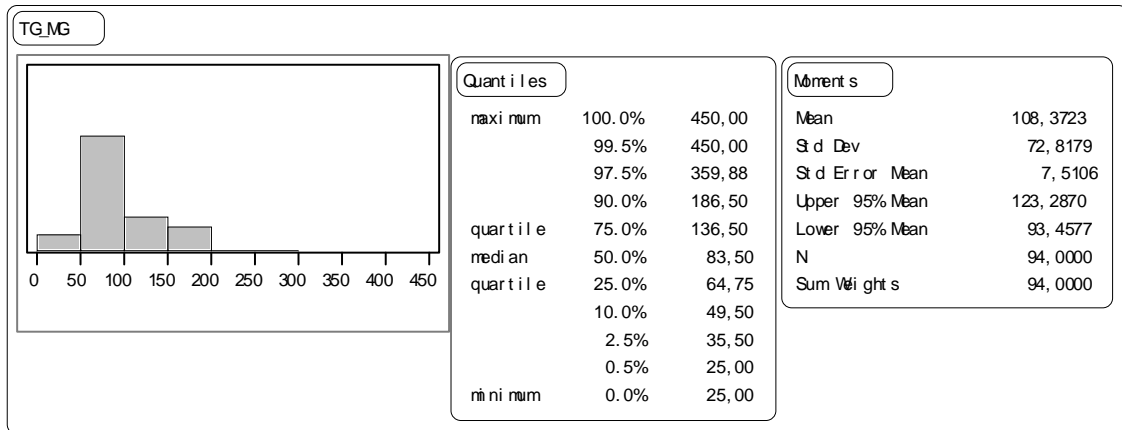 TG_MG
0 50 100 150 200 250 300 350 400 450
Quantiles
maximum 100.0% 450,00
99.5% 450,00
97.5% 359,88
90.0% 186,50
quartile 75.0% 136,50
median 50.0% 83,50
quartile 25.0% 64,75
10.0% 49,50
2.5% 35,50
0.5% 25,00
minimum 0.0% 25,00
Moments
Mean 108,3723
Std Dev 72,8179
Std Error Mean 7,5106
Upper 95% Mean 123,2870
Lower 95% Mean 93,4577
N 94,0000
Sum Weights 94,0000